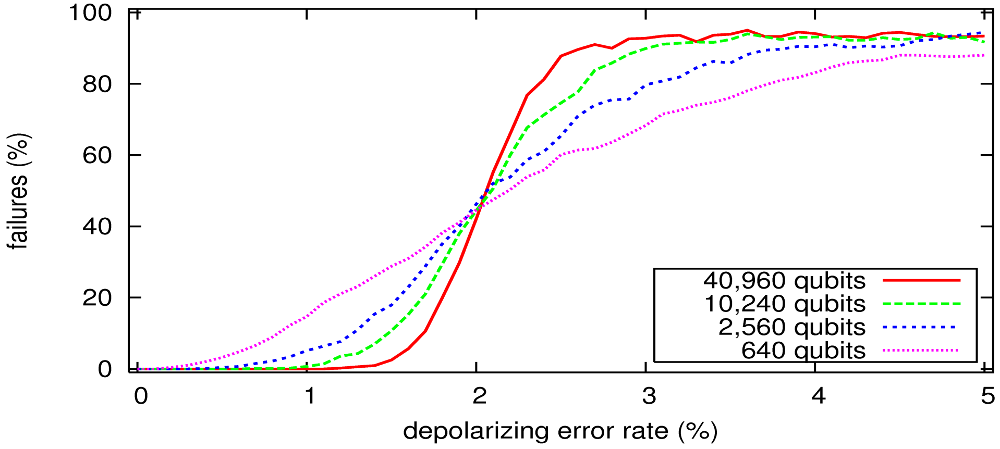 100
80
60
40
20
0
failures (%)
40,960 qubits
10,240 qubits
2,560 qubits
640 qubits
0 1 2 3 4 5
depolarizing error rate (%)